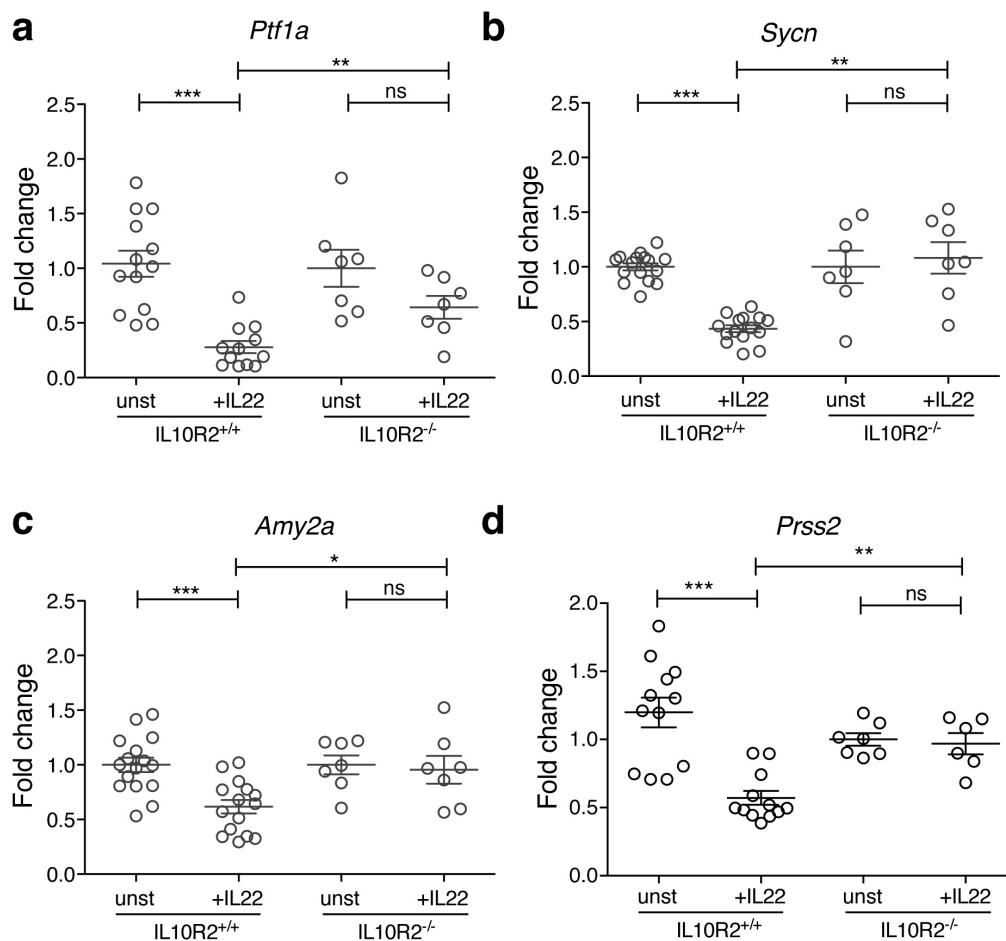 a
Ptf1a
**
***
ns
Fold change
2.5
2.0
1.5
1.0
0.5
0.0
unst
+IL22
unst
+IL22
IL10R2+/+
IL10R2-/-
b
Sycn
**
***
ns
Fold change
2.5
2.0
1.5
1.0
0.5
0.0
unst
+IL22
unst
+IL22
IL10R2+/+
IL10R2-/-
c
Amy2a
*
***
ns
Fold change
2.5
2.0
1.5
1.0
0.5
0.0
unst
+IL22
unst
+IL22
IL10R2+/+
IL10R2-/-
d
Prss2
**
***
ns
Fold change
2.0
1.5
1.0
0.5
0.0
unst
+IL22
unst
+IL22
IL10R2+/+
IL10R2-/-